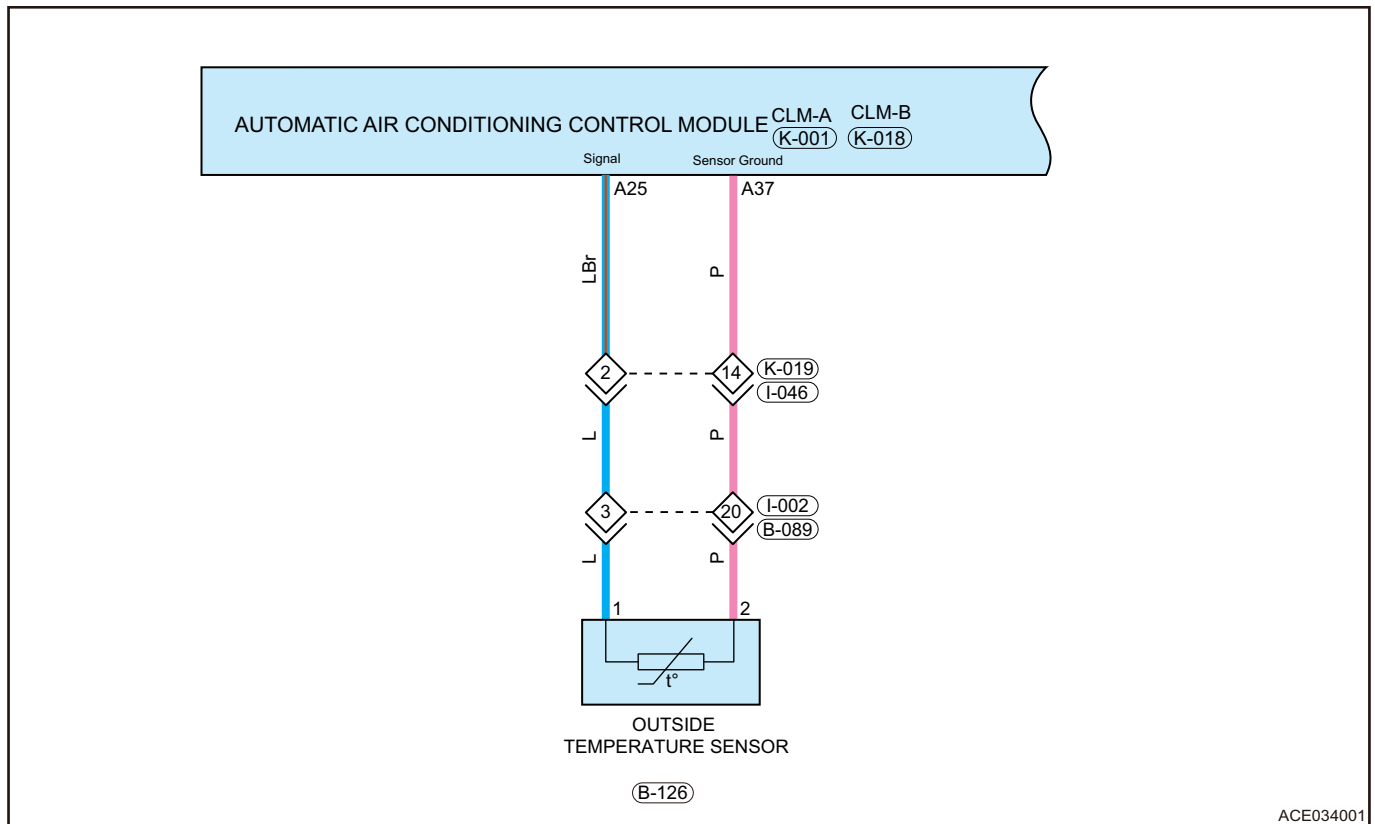 AUTOMATIC AIR CONDITIONING CONTROL MODULE
CLM-A CLM-B
K-001 K-018
Signal Sensor Ground
A25 A37
LBr P
2 14 K-019
I-046
L P
3 20 I-002
B-089
L P
1 2
t°
OUTSIDE
TEMPERATURE SENSOR
B-126
ACE034001